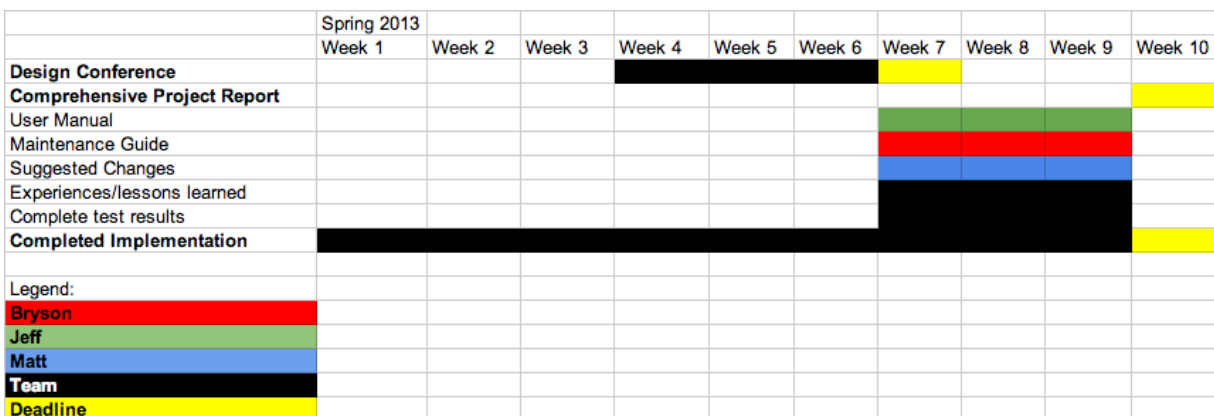 Spring 2013
Week 1 Week 2 Week 3 Week 4 Week 5 Week 6 Week 7 Week 8 Week 9 Week 10
Design Conference
Comprehensive Project Report
User Manual
Maintenance Guide
Suggested Changes
Experiences/lessons learned
Complete test results
Completed Implementation
Legend:
Bryson
Jeff
Matt
Team
Deadline